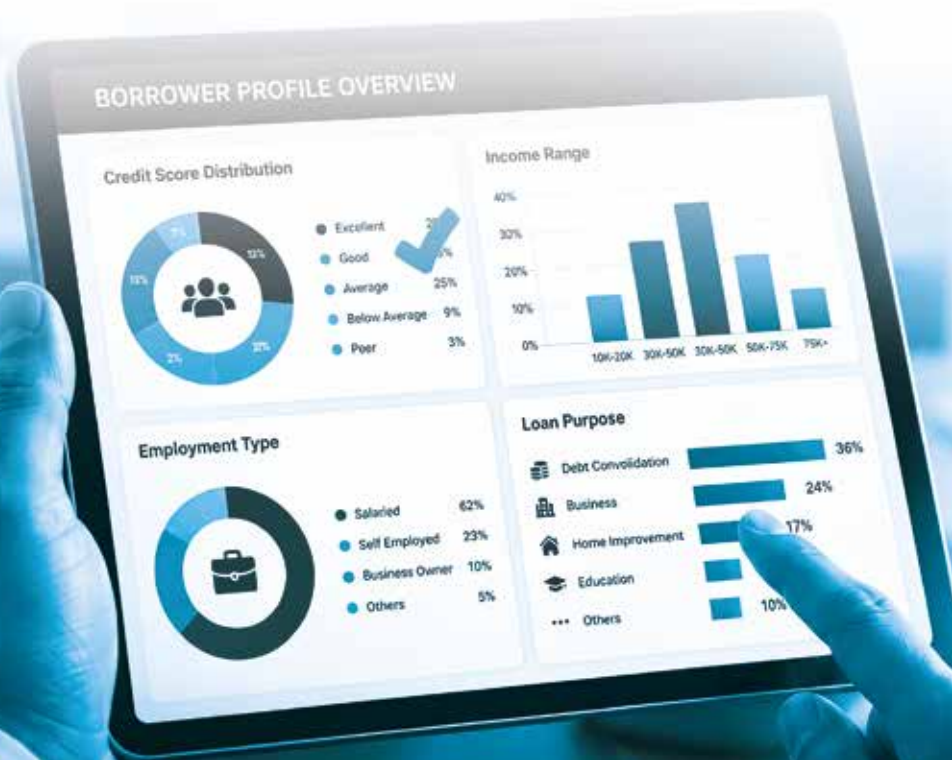 BORROWER PROFILE OVERVIEW
Credit Score Distribution
Excellent
Good
Average 25%
Below Average 9%
Poer 3%
Income Range
40%
30%
20%
10%
0%
10K-20K 30K-50K 30K-50K 50K-75K 75K+
Employment Type
Salaried 62%
Self Employed 23%
Business Owner 10%
Others 5%
Loan Purpose
Debt Convolidation 36%
Business 24%
Home Improvement 17%
Education
Others 10%